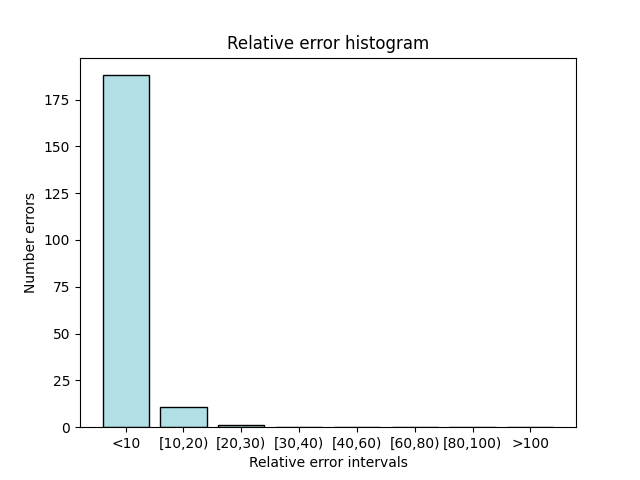 Relative error histogram
Number errors
175
150
125
100
75
50
25
0
<10 [10,20) [20,30) [30,40) [40,60) [60,80) [80,100) >100
Relative error intervals